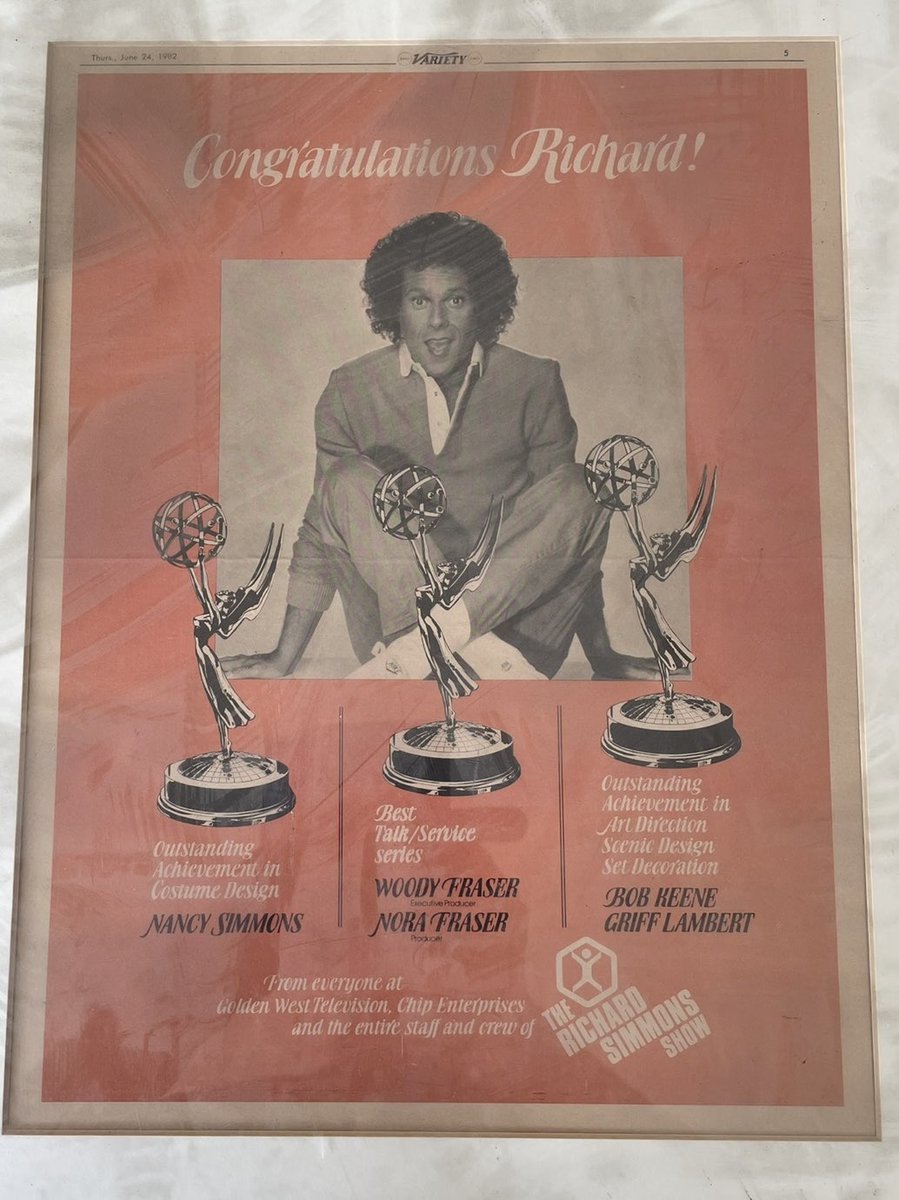 Thurs., June 24, 1982
VARIETY
5
Congratulations Richard!
Outstanding
Achievement in
Costume Design
NANCY SIMMONS
Best
Talk/Service
series
WOODY FRASER
Executive Producer
NORA FRASER
Producer
Outstanding
Achievement in
Art Direction
Scenic Design
Set Decoration
BOB KEENE
GRIFF LAMBERT
From everyone at
Golden West Television, Chip Enterprises
and the entire staff and crew of
THE
RICHARD
SIMMONS
SHOW